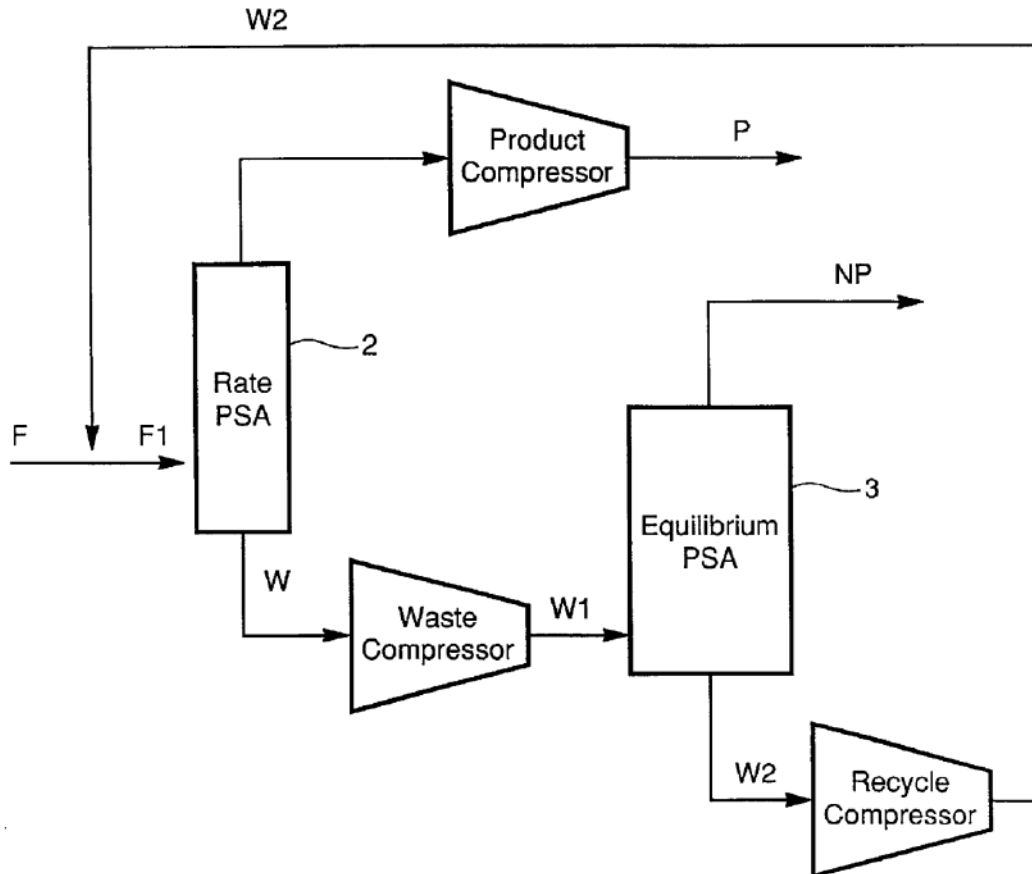 W2
Product
Compressor
P
NP
2
Rate
PSA
F
F1
3
Equilibrium
PSA
W
Waste
Compressor
W1
W2
Recycle
Compressor